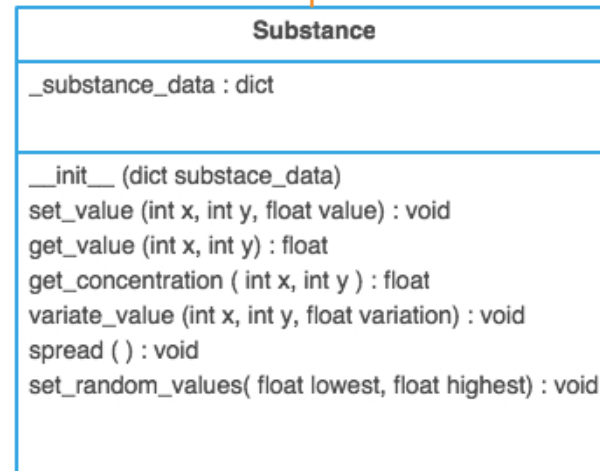 Substance
_substance_data : dict
__init__ (dict substace_data)
set_value (int x, int y, float value) : void
get_value (int x, int y) : float
get_concentration ( int x, int y ) : float
variate_value (int x, int y, float variation) : void
spread ( ) : void
set_random_values( float lowest, float highest) : void